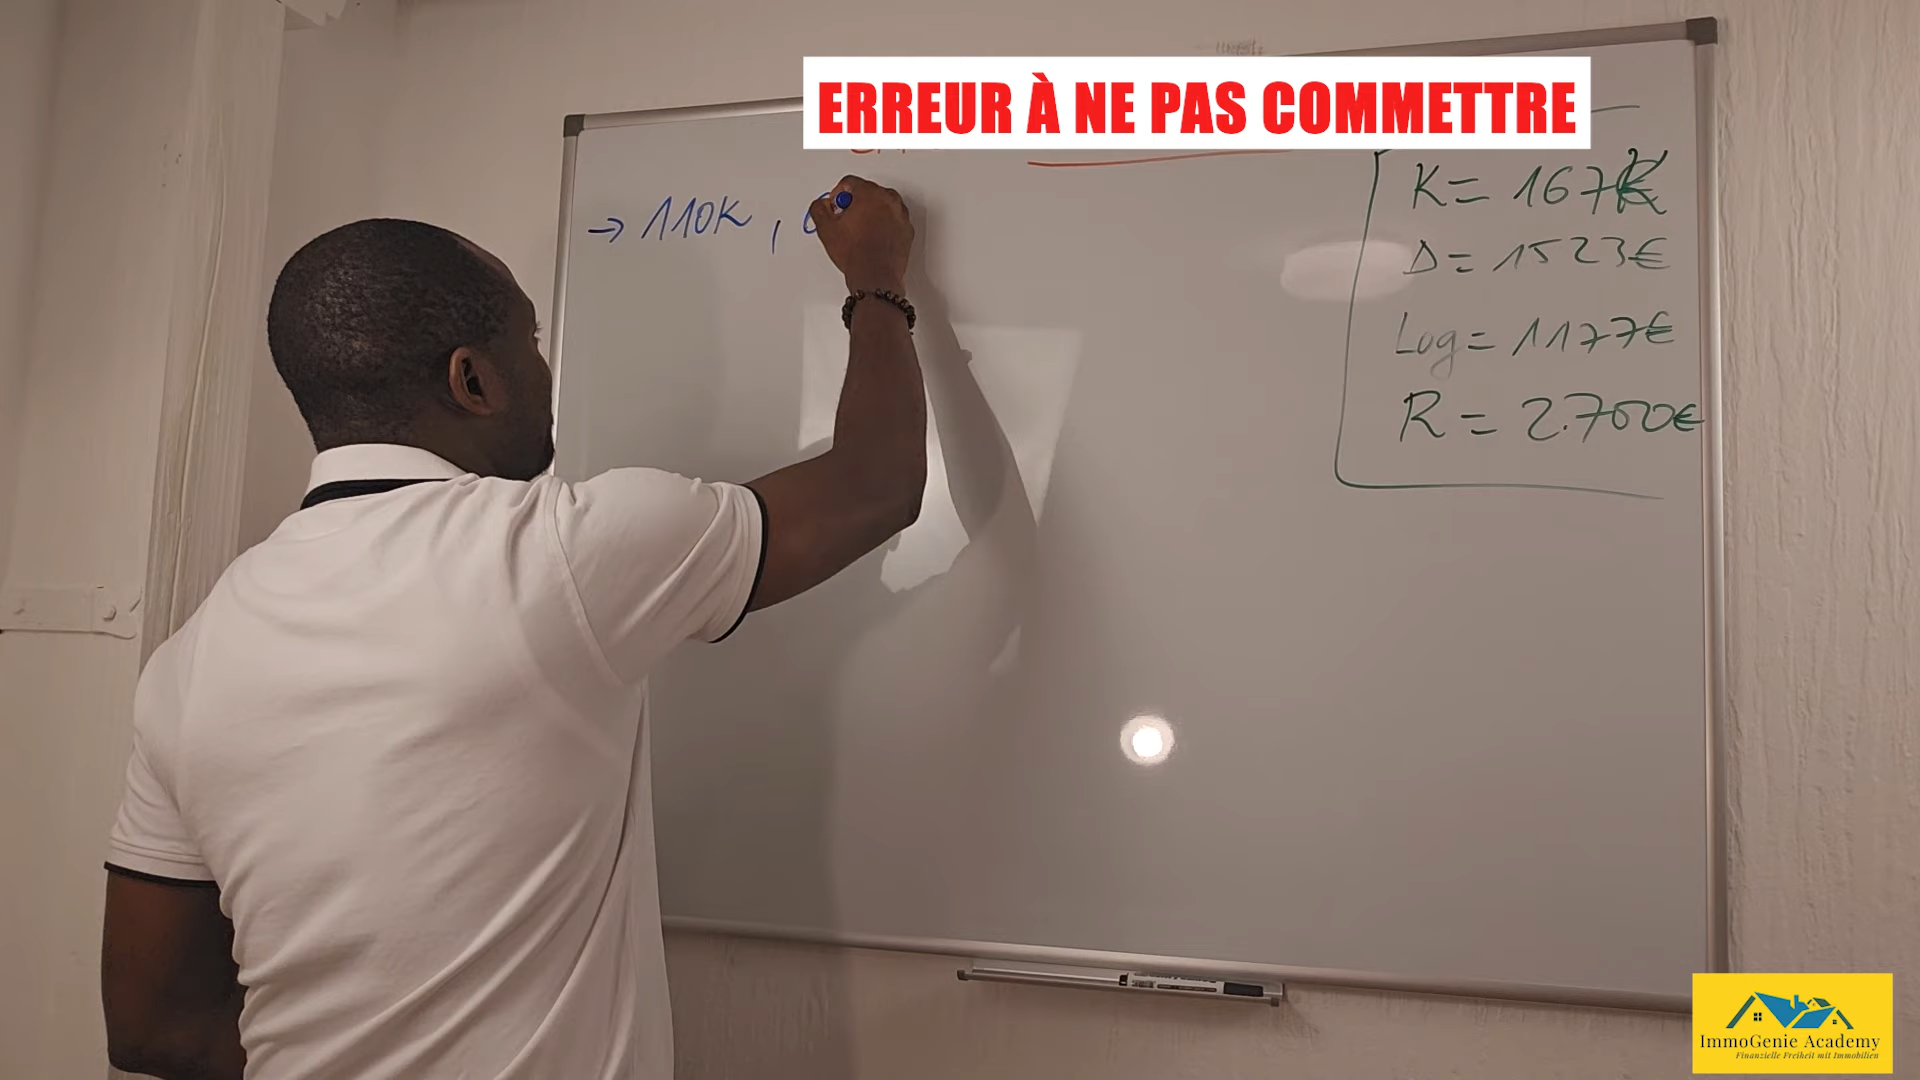 ERREUR À NE PAS COMMETTRE
→ 110K ,
K = 167K
D = 1523€
Log = 1177€
R = 2.700€
ImmoGenie Academy
Finanzielle Freiheit mit Immobilien